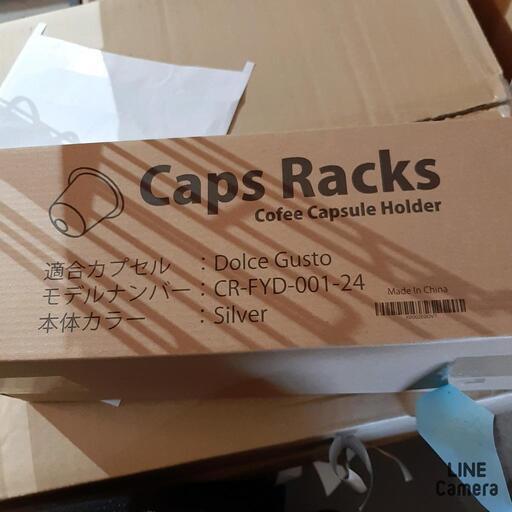 Caps Racks
Cofee Capsule Holder
適合カプセル : Dolce Gusto
モデルナンバー : CR-FYD-001-24
本体カラー : Silver
Made In China
LINE
Camera